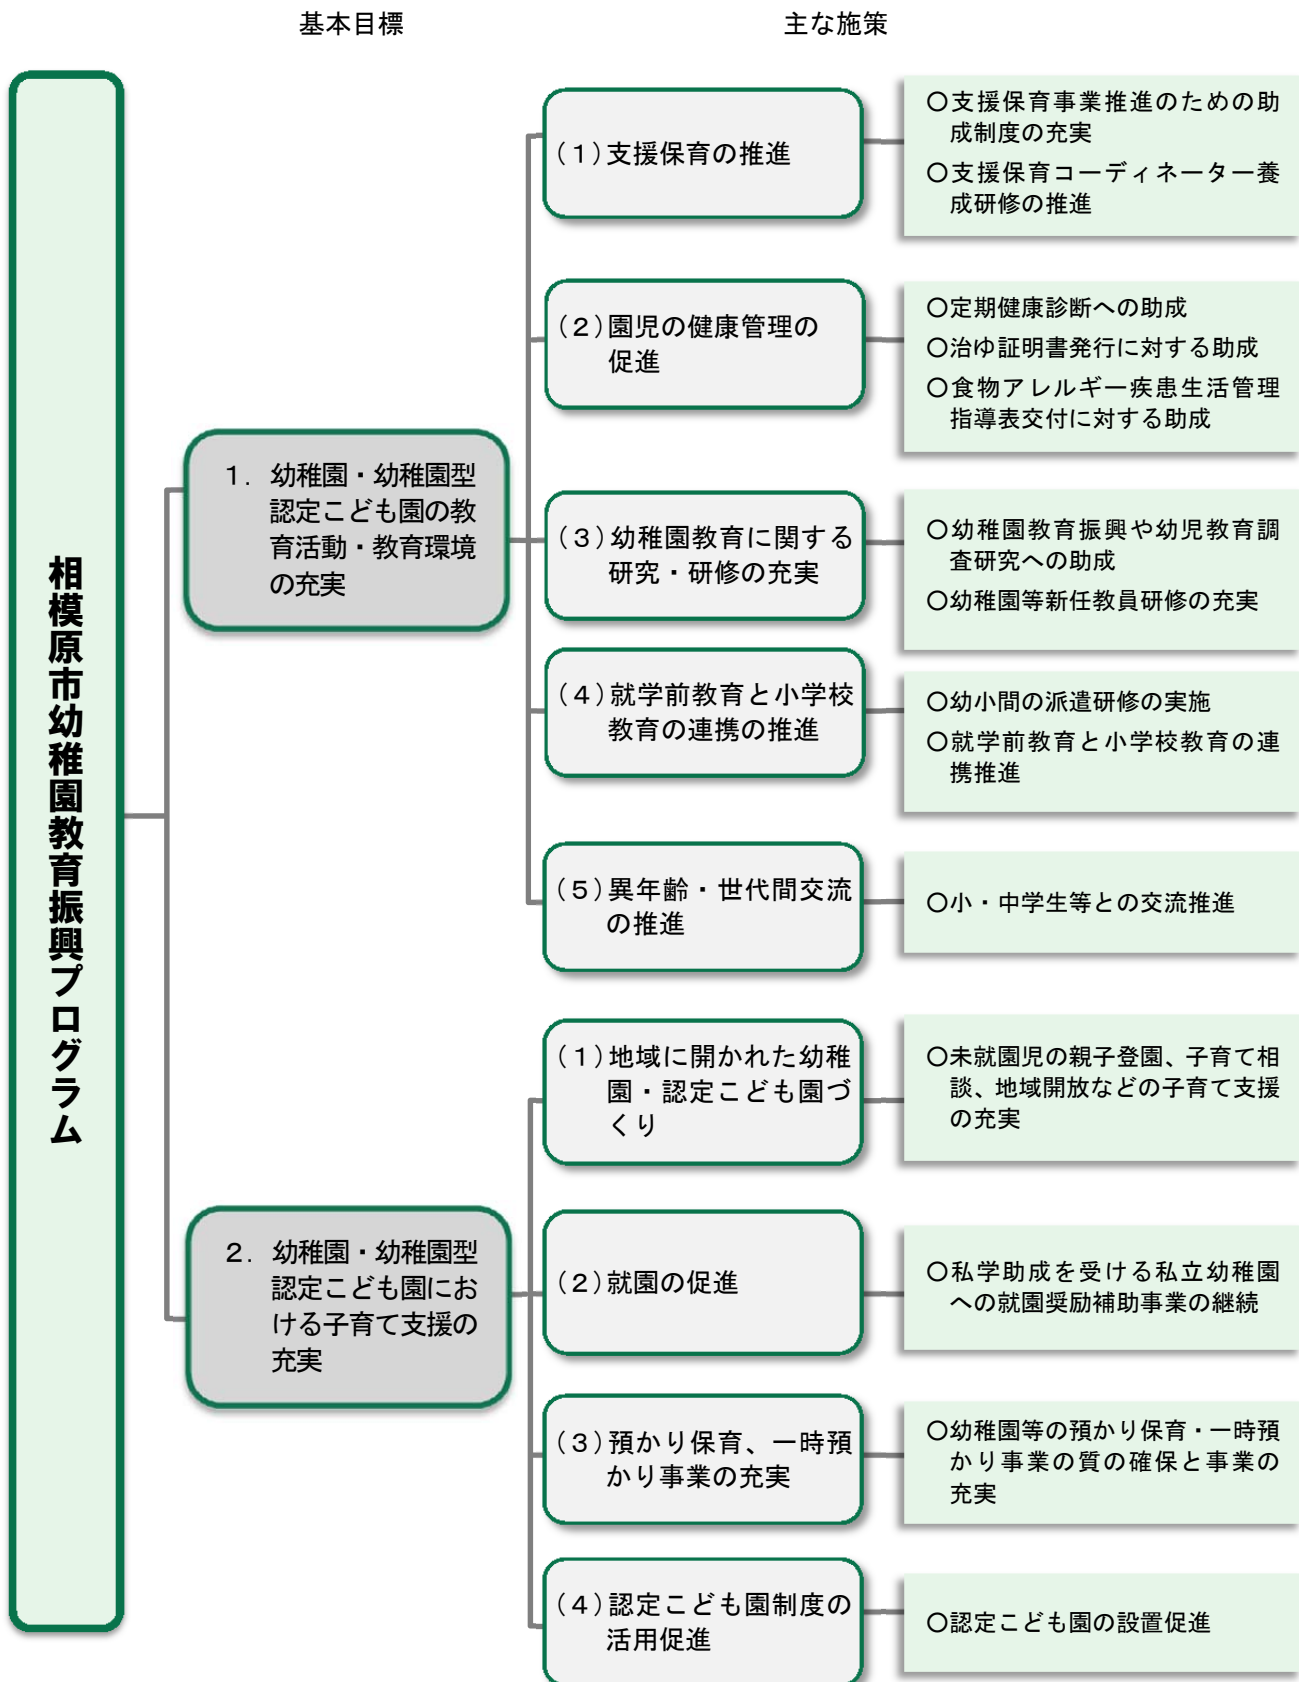 基本目標
主な施策
相模原市幼稚園教育振興プログラム
1．幼稚園・幼稚園型
認定こども園の教
育活動・教育環境
の充実
（1）支援保育の推進
〇支援保育事業推進のための助
成制度の充実
〇支援保育コーディネーター養
成研修の推進
（2）園児の健康管理の
促進
〇定期健康診断への助成
〇治ゆ証明書発行に対する助成
〇食物アレルギー疾患生活管理
指導表交付に対する助成
（3）幼稚園教育に関する
研究・研修の充実
〇幼稚園教育振興や幼児教育調
査研究への助成
〇幼稚園等新任教員研修の充実
（4）就学前教育と小学校
教育の連携の推進
〇幼小間の派遣研修の実施
〇就学前教育と小学校教育の連
携推進
（5）異年齢・世代間交流
の推進
〇小・中学生等との交流推進
2．幼稚園・幼稚園型
認定こども園にお
ける子育て支援の
充実
（1）地域に開かれた幼稚
園・認定こども園づ
くり
〇未就園児の親子登園、子育て相
談、地域開放などの子育て支援
の充実
（2）就園の促進
〇私学助成を受ける私立幼稚園
への就園奨励補助事業の継続
（3）預かり保育、一時預
かり事業の充実
〇幼稚園等の預かり保育・一時預
かり事業の質の確保と事業の
充実
（4）認定こども園制度の
活用促進
〇認定こども園の設置促進